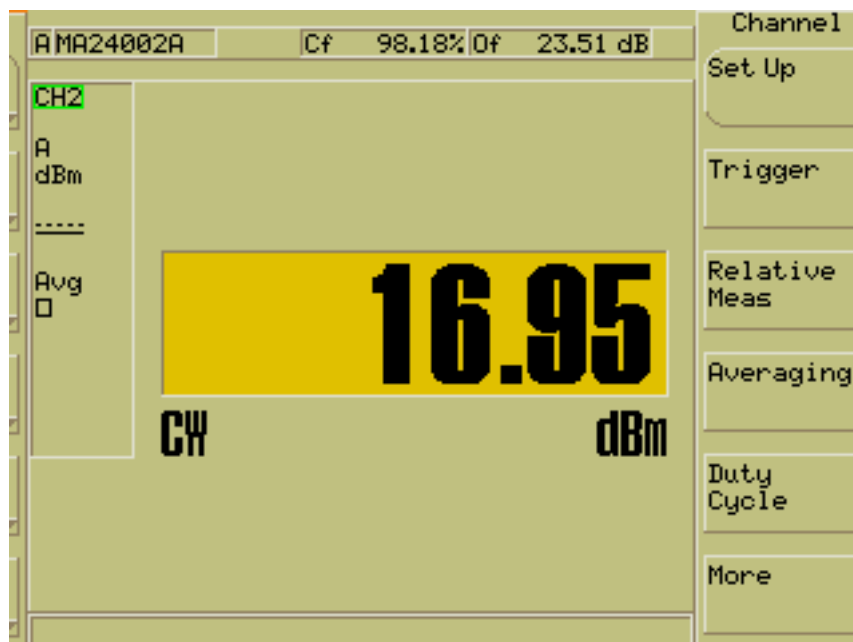 A MA24002A Cf 98.18% Of 23.51 dB
CH2
A
dBm
-----
Avg
16.95
CW dBm
Channel
Set Up
Trigger
Relative
Meas
Averaging
Duty
Cycle
More